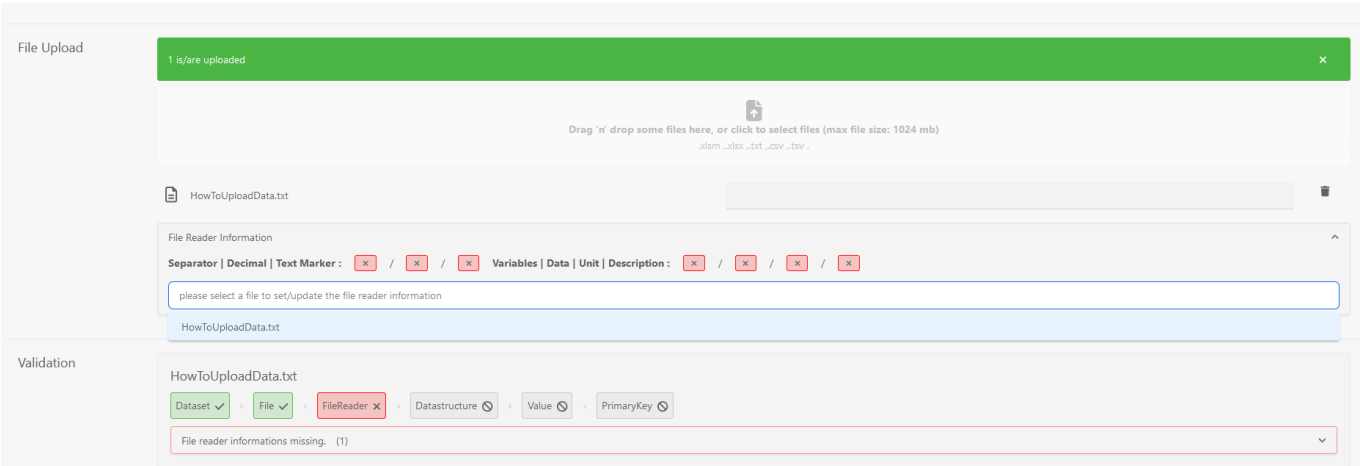 File Upload
1 is/are uploaded
Drag 'n' drop some files here, or click to select files (max file size: 1024 mb)
.xlsm ,.xlsx ,.txt ,.csv ,.tsv ,
HowToUploadData.txt
File Reader Information
Separator | Decimal | Text Marker : × / × / × Variables | Data | Unit | Description : × / × / × / ×
please select a file to set/update the file reader information
HowToUploadData.txt
Validation
HowToUploadData.txt
Dataset › File › FileReader › Datastructure › Value › PrimaryKey
File reader informations missing. (1)